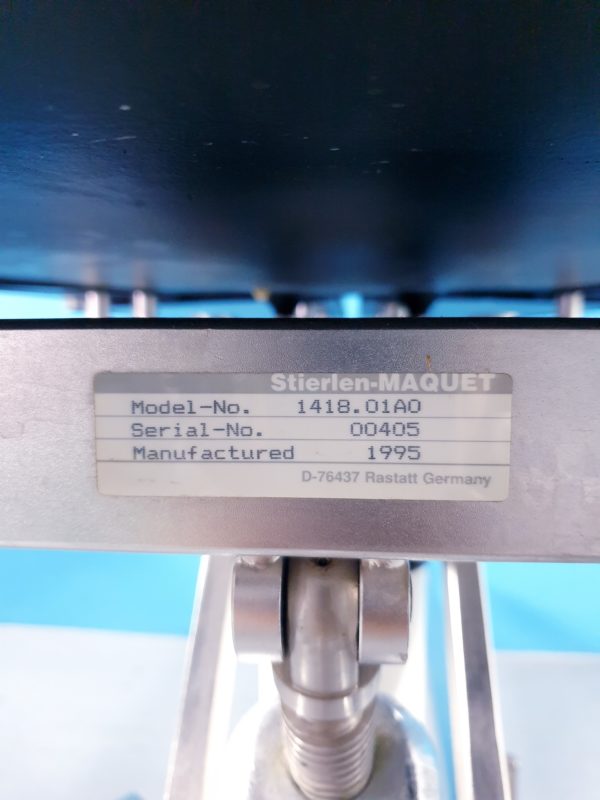 Stierlen-MAQUET
Model-No. 1418.01A0
Serial-No. 00405
Manufactured 1995
D-76437 Rastatt Germany